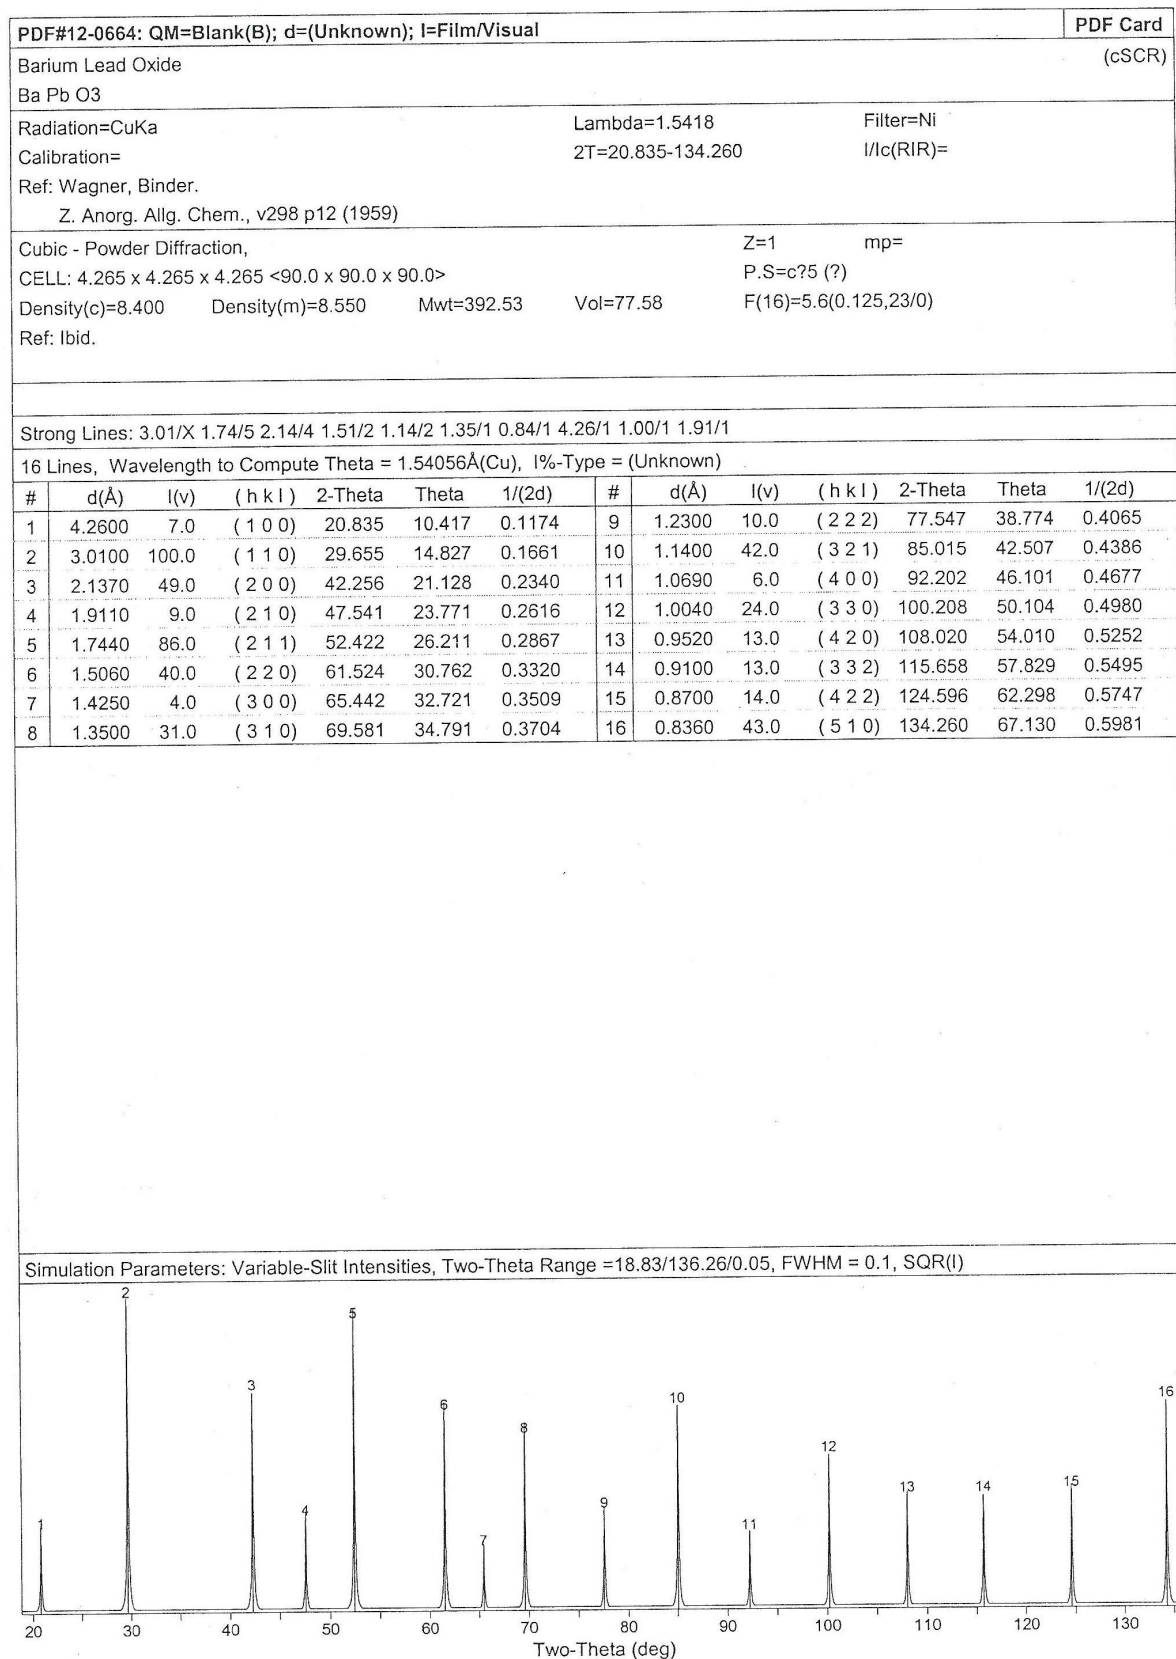 PDF#12-0664: QM=Blank(B); d=(Unknown); I=Film/Visual PDF Card
Barium Lead Oxide (cSCR)
Ba Pb O3
Radiation=CuKa Lambda=1.5418 Filter=Ni
Calibration= 2T=20.835-134.260 I/Ic(RIR)=
Ref: Wagner, Binder.
Z. Anorg. Allg. Chem., v298 p12 (1959)
Cubic - Powder Diffraction, Z=1 mp=
CELL: 4.265 x 4.265 x 4.265 <90.0 x 90.0 x 90.0> P.S=c?5 (?)
Density(c)=8.400 Density(m)=8.550 Mwt=392.53 Vol=77.58 F(16)=5.6(0.125,23/0)
Ref: Ibid.
Strong Lines: 3.01/X 1.74/5 2.14/4 1.51/2 1.14/2 1.35/1 0.84/1 4.26/1 1.00/1 1.91/1
16 Lines, Wavelength to Compute Theta = 1.54056Å(Cu), I%-Type = (Unknown)
# d(Å) I(v) (h k l) 2-Theta Theta 1/(2d) # d(Å) I(v) (h k l) 2-Theta Theta 1/(2d)
1 4.2600 7.0 (1 0 0) 20.835 10.417 0.1174 9 1.2300 10.0 (2 2 2) 77.547 38.774 0.4065
2 3.0100 100.0 (1 1 0) 29.655 14.827 0.1661 10 1.1400 42.0 (3 2 1) 85.015 42.507 0.4386
3 2.1370 49.0 (2 0 0) 42.256 21.128 0.2340 11 1.0690 6.0 (4 0 0) 92.202 46.101 0.4677
4 1.9110 9.0 (2 1 0) 47.541 23.771 0.2616 12 1.0040 24.0 (3 3 0) 100.208 50.104 0.4980
5 1.7440 86.0 (2 1 1) 52.422 26.211 0.2867 13 0.9520 13.0 (4 2 0) 108.020 54.010 0.5252
6 1.5060 40.0 (2 2 0) 61.524 30.762 0.3320 14 0.9100 13.0 (3 3 2) 115.658 57.829 0.5495
7 1.4250 4.0 (3 0 0) 65.442 32.721 0.3509 15 0.8700 14.0 (4 2 2) 124.596 62.298 0.5747
8 1.3500 31.0 (3 1 0) 69.581 34.791 0.3704 16 0.8360 43.0 (5 1 0) 134.260 67.130 0.5981
Simulation Parameters: Variable-Slit Intensities, Two-Theta Range =18.83/136.26/0.05, FWHM = 0.1, SQR(I)
1 2 3 4 5 6 7 8 9 10 11 12 13 14 15 16
20 30 40 50 60 70 80 90 100 110 120 130
Two-Theta (deg)